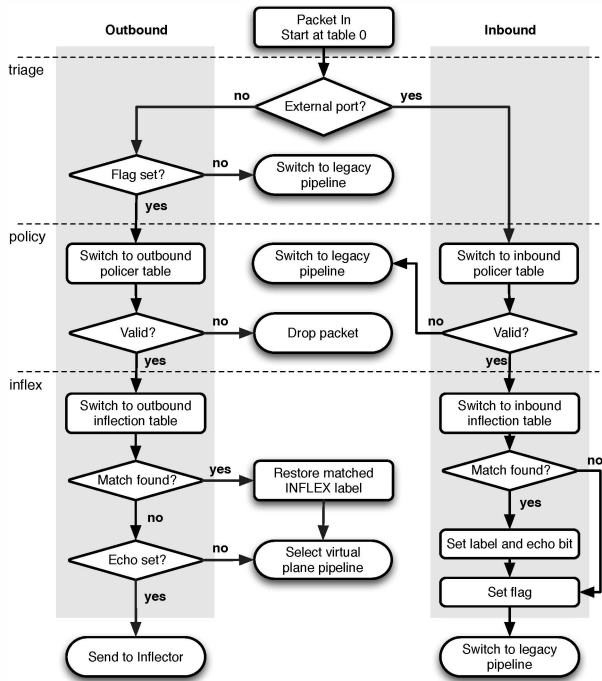 Outbound
Packet In
Start at table 0
Inbound
triage
no
External port?
yes
Flag set?
no
Switch to legacy
pipeline
yes
policy
Switch to outbound
policer table
Switch to legacy
pipeline
Switch to inbound
policer table
Valid?
no
Drop packet
no
Valid?
yes
yes
inflex
Switch to outbound
inflection table
Switch to inbound
inflection table
Match found?
yes
Restore matched
INFLEX label
Match found?
no
no
yes
Echo set?
no
Select virtual
plane pipeline
Set label and echo bit
yes
Set flag
Send to Inflector
Switch to legacy
pipeline